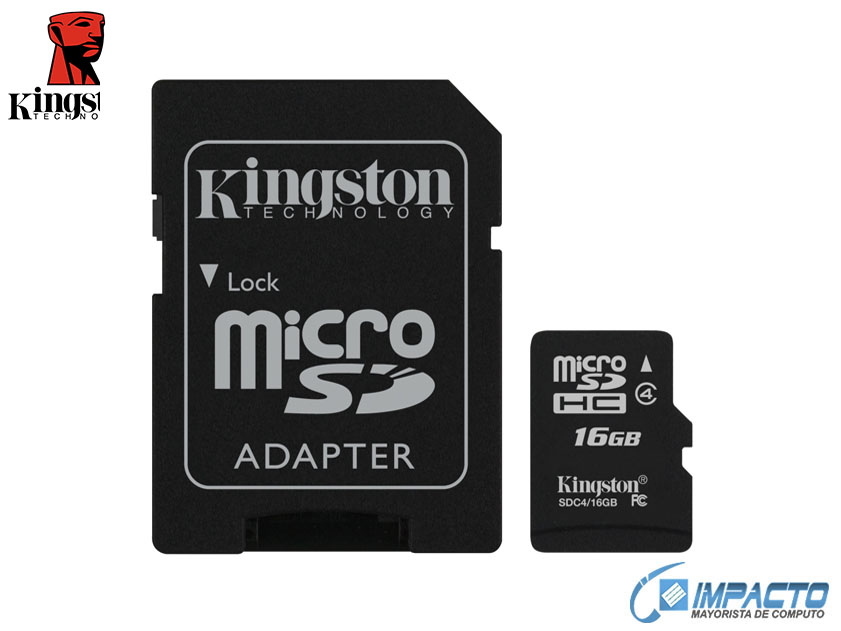 Kingst
TECHNO
Kingston
TECHNOLOGY
Lock
micro
SD
ADAPTER
micro
SD
HC
4
16GB
Kingston®
SDC4/16GB FC
IMPACTO
MAYORISTA DE COMPUTO